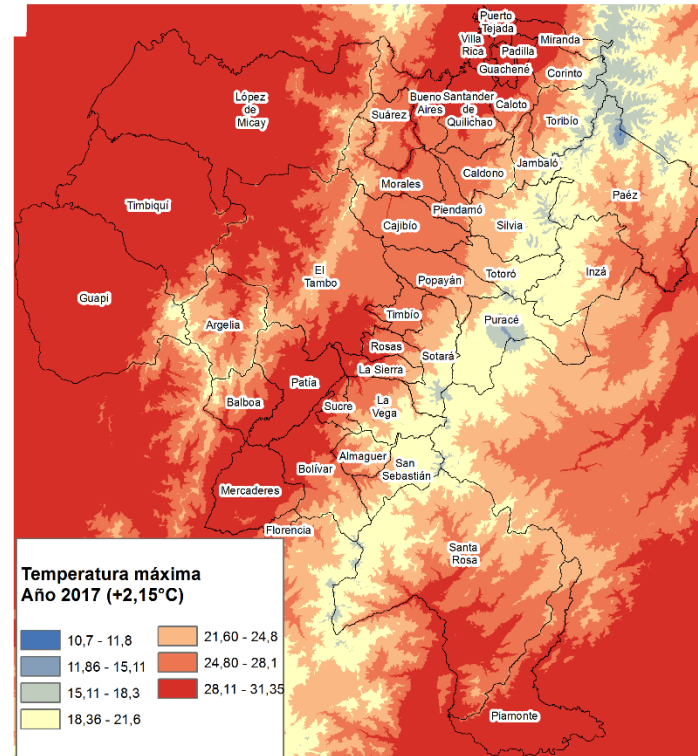 Puerto
Tejada
Villa
Rica
Padilla
Miranda
Guachené
Corinto
López
de
Micay
Bueno
Aires
Santander
de
Quilichao
Caloto
Suárez
Toribío
Jambaló
Caldono
Morales
Paéz
Timbiquí
Piendamó
Cajibío
Silvia
El
Tambo
Popayán
Totoró
Inzá
Guapi
Timbío
Puracé
Argelia
Rosas
Sotará
La Sierra
Patía
Balboa
Sucre
La
Vega
Almaguer
Bolívar
San
Sebastián
Mercaderes
Florencia
Santa
Rosa
Piamonte
Temperatura máxima
Año 2017 (+2,15°C)
10,7 - 11,8
11,86 - 15,11
15,11 - 18,3
18,36 - 21,6
21,60 - 24,8
24,80 - 28,1
28,11 - 31,35